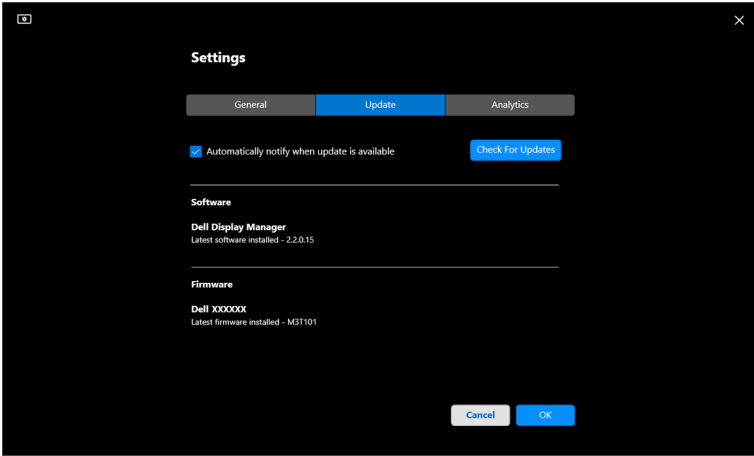 Settings
General
Update
Analytics
Automatically notify when update is available
Check For Updates
Software
Dell Display Manager
Latest software installed - 2.2.0.15
Firmware
Dell XXXXXX
Latest firmware installed - M3T101
Cancel
OK